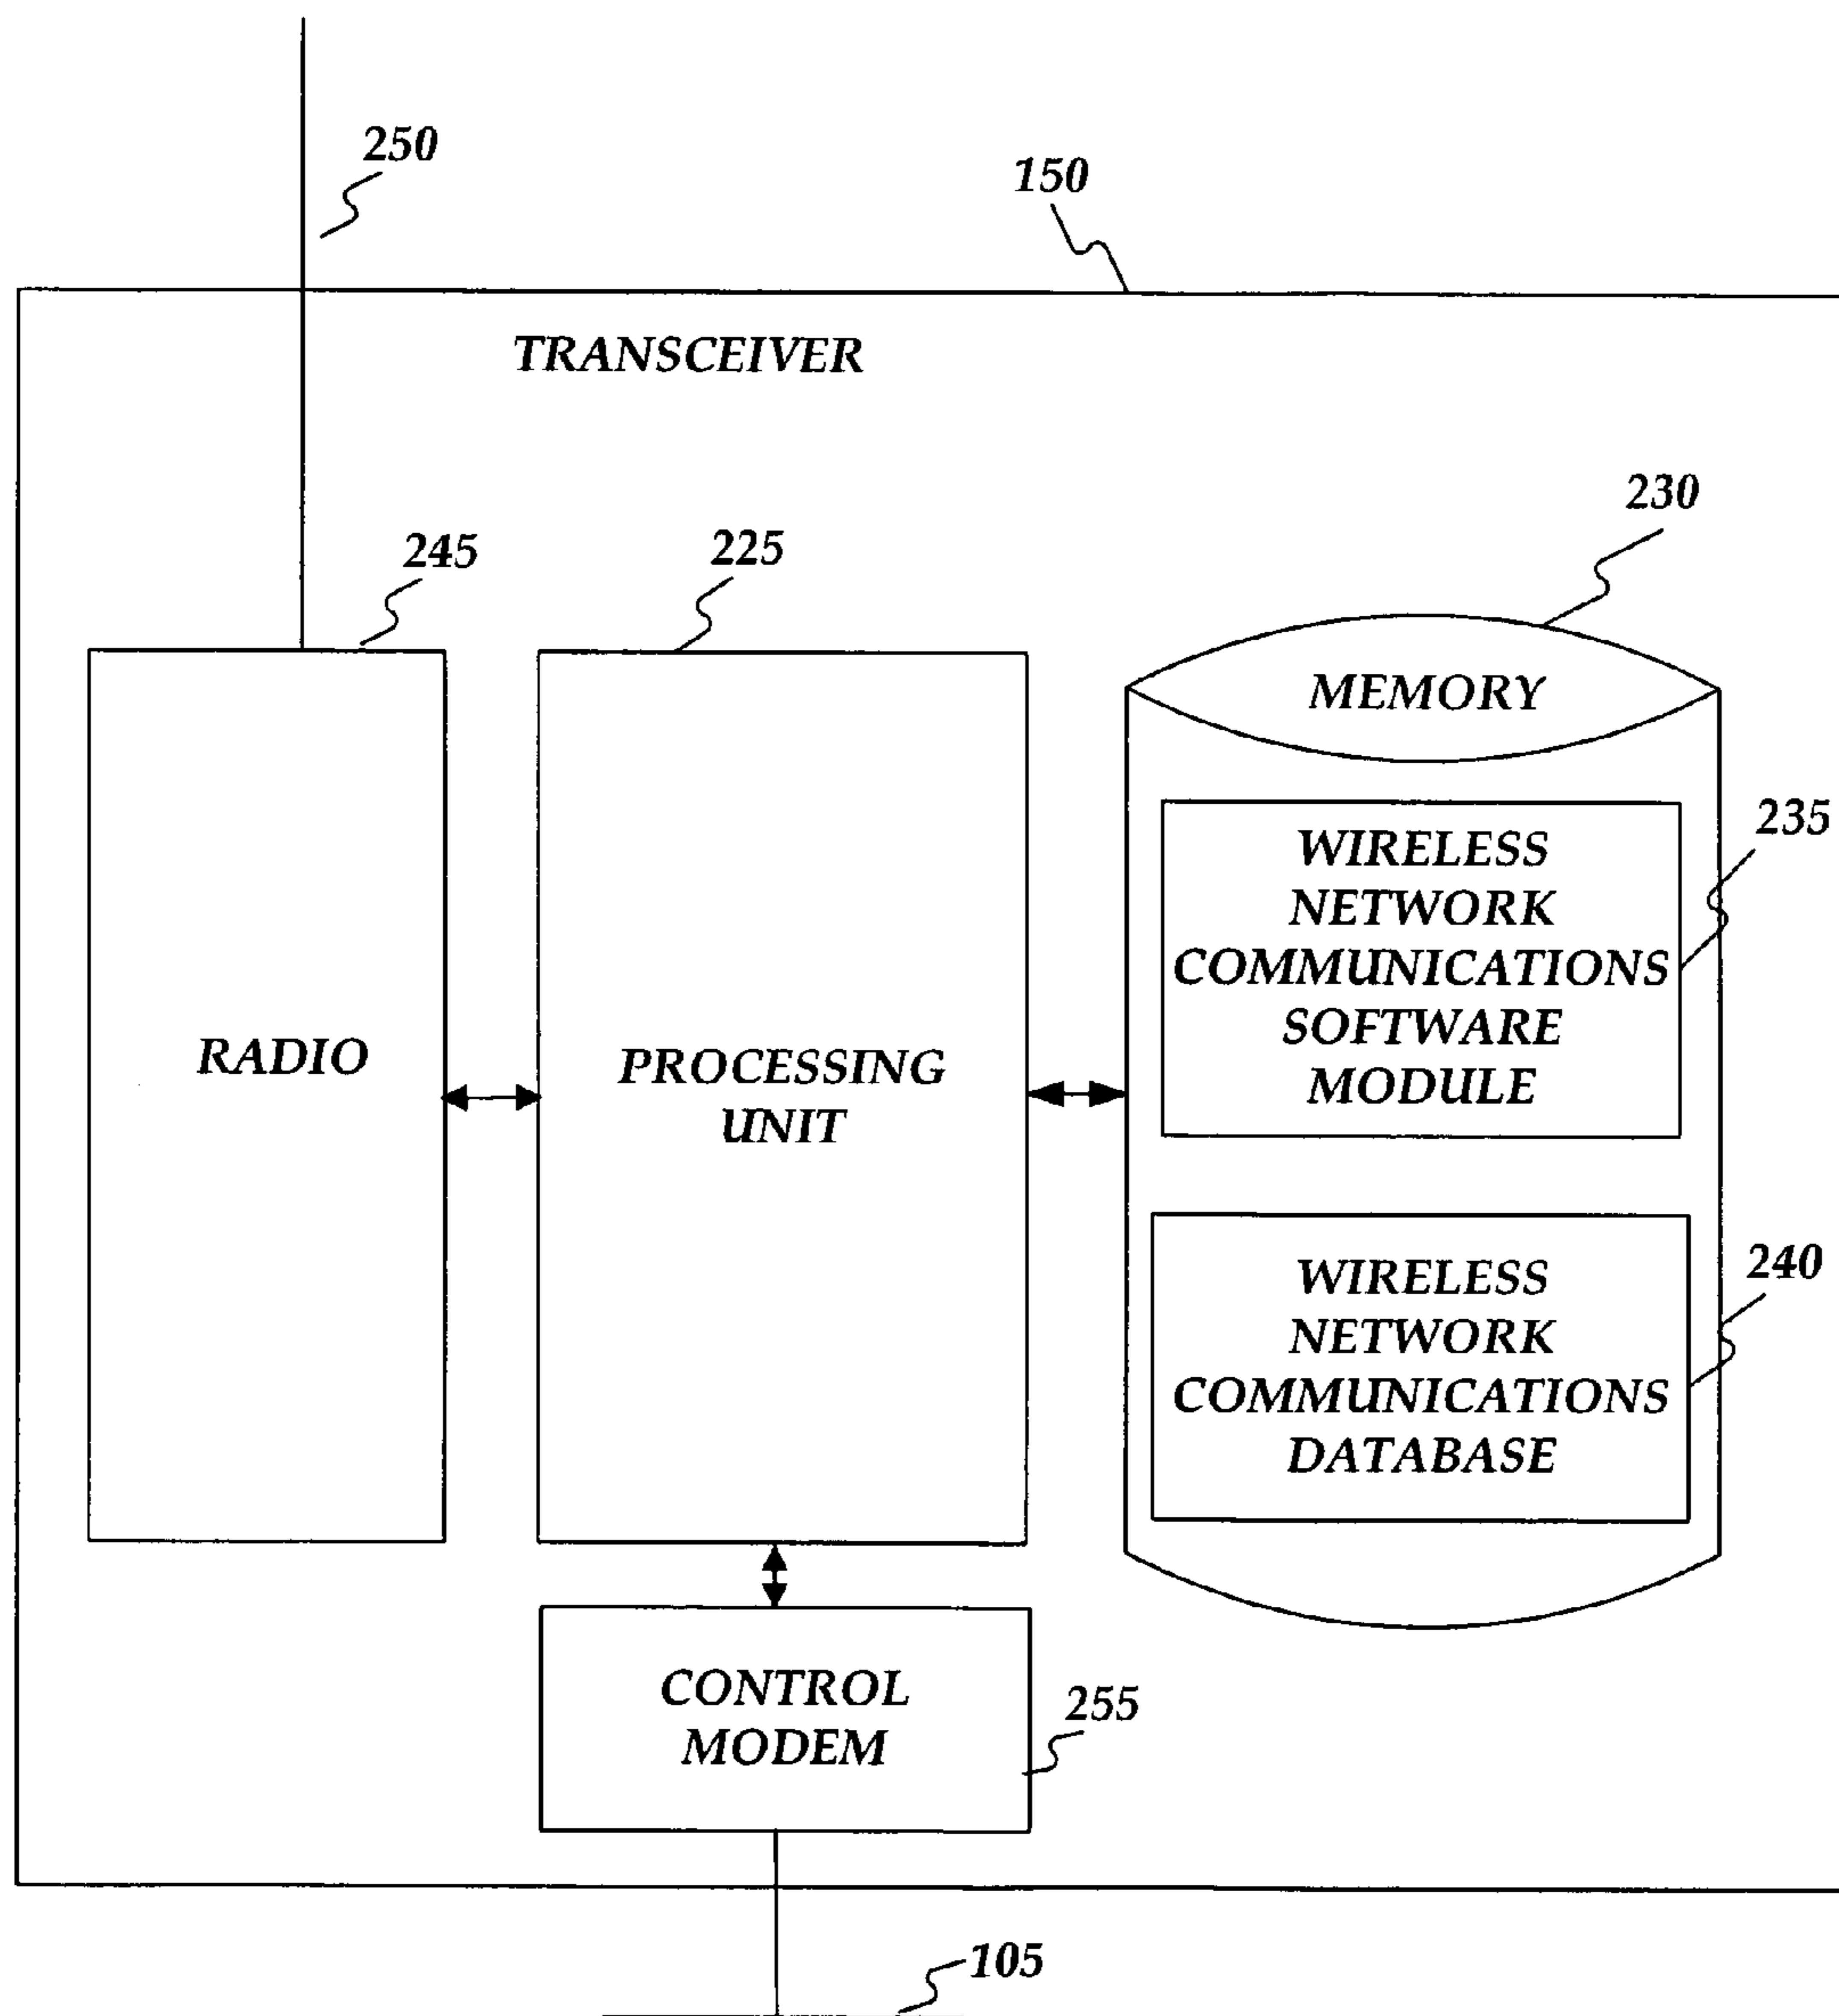 250
150
TRANSCEIVER
230
245
225
MEMORY
235
WIRELESS
NETWORK
COMMUNICATIONS
SOFTWARE
MODULE
RADIO
PROCESSING
UNIT
240
WIRELESS
NETWORK
COMMUNICATIONS
DATABASE
CONTROL
MODEM
255
105